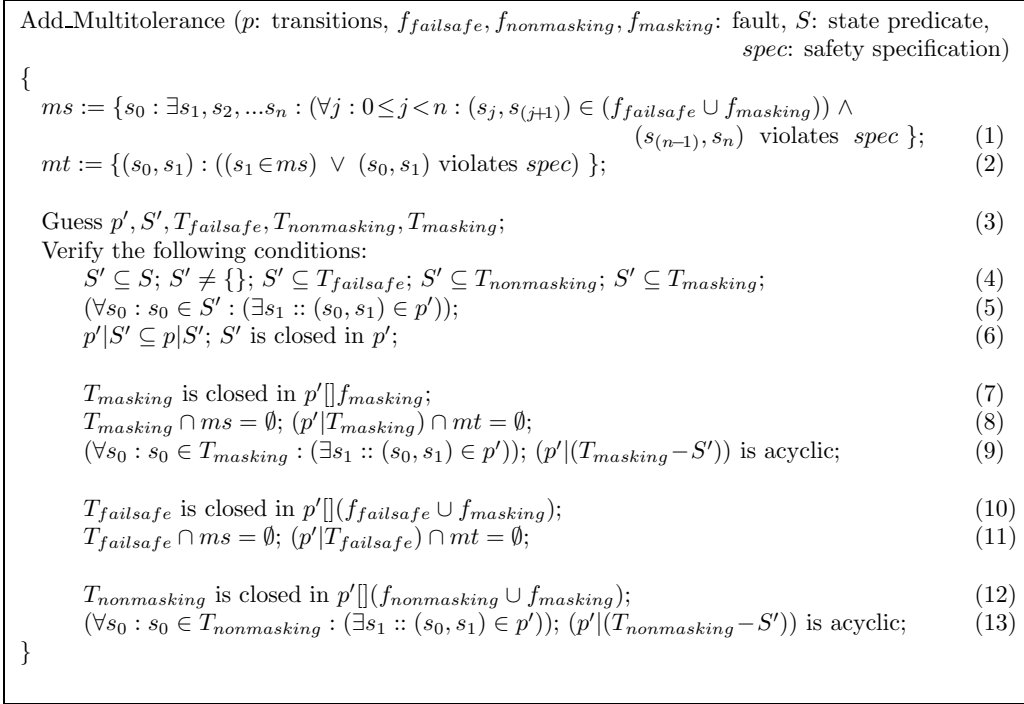 Add_Multitolerance (p: transitions, f_failsafe, f_nonmasking, f_masking: fault, S: state predicate,
spec: safety specification)
{
ms := {s_0 : ∃s_1, s_2, ...s_n : (∀j : 0≤j<n : (s_j, s_(j+1)) ∈ (f_failsafe ∪ f_masking)) ∧
(s_(n−1), s_n) violates spec }; (1)
mt := {(s_0, s_1) : ((s_1∈ms) ∨ (s_0, s_1) violates spec) }; (2)
Guess p′, S′, T_failsafe, T_nonmasking, T_masking; (3)
Verify the following conditions:
S′ ⊆ S; S′ ≠ {}; S′ ⊆ T_failsafe; S′ ⊆ T_nonmasking; S′ ⊆ T_masking; (4)
(∀s_0 : s_0 ∈ S′ : (∃s_1 :: (s_0, s_1) ∈ p′)); (5)
p′|S′ ⊆ p|S′; S′ is closed in p′; (6)
T_masking is closed in p′[]f_masking; (7)
T_masking ∩ ms = ∅; (p′|T_masking) ∩ mt = ∅; (8)
(∀s_0 : s_0 ∈ T_masking : (∃s_1 :: (s_0, s_1) ∈ p′)); (p′|(T_masking−S′)) is acyclic; (9)
T_failsafe is closed in p′[](f_failsafe ∪ f_masking); (10)
T_failsafe ∩ ms = ∅; (p′|T_failsafe) ∩ mt = ∅; (11)
T_nonmasking is closed in p′[](f_nonmasking ∪ f_masking); (12)
(∀s_0 : s_0 ∈ T_nonmasking : (∃s_1 :: (s_0, s_1) ∈ p′)); (p′|(T_nonmasking−S′)) is acyclic; (13)
}